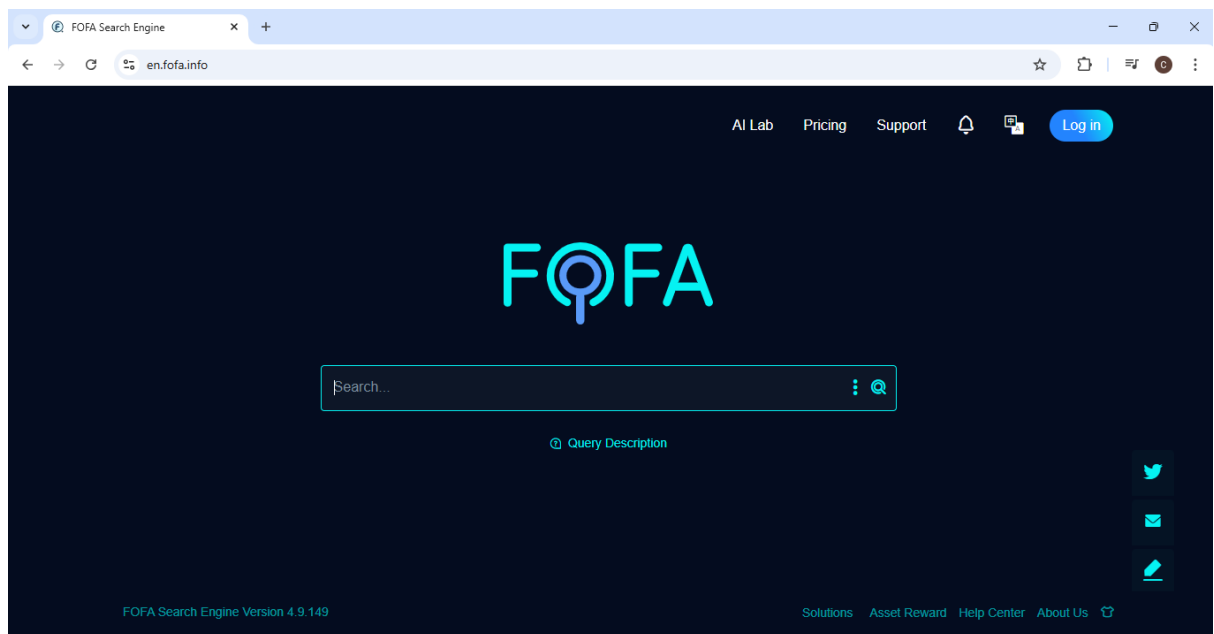 FOFA Search Engine
en.fofa.info
C
AI Lab Pricing Support 中 A Log in
FOFA
Search...
Query Description
FOFA Search Engine Version 4.9.149 Solutions Asset Reward Help Center About Us